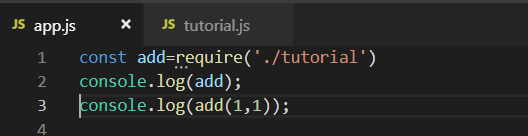 JS app.js × JS tutorial.js
1 const add=require('./tutorial')
2 console.log(add);
3 console.log(add(1,1));
4